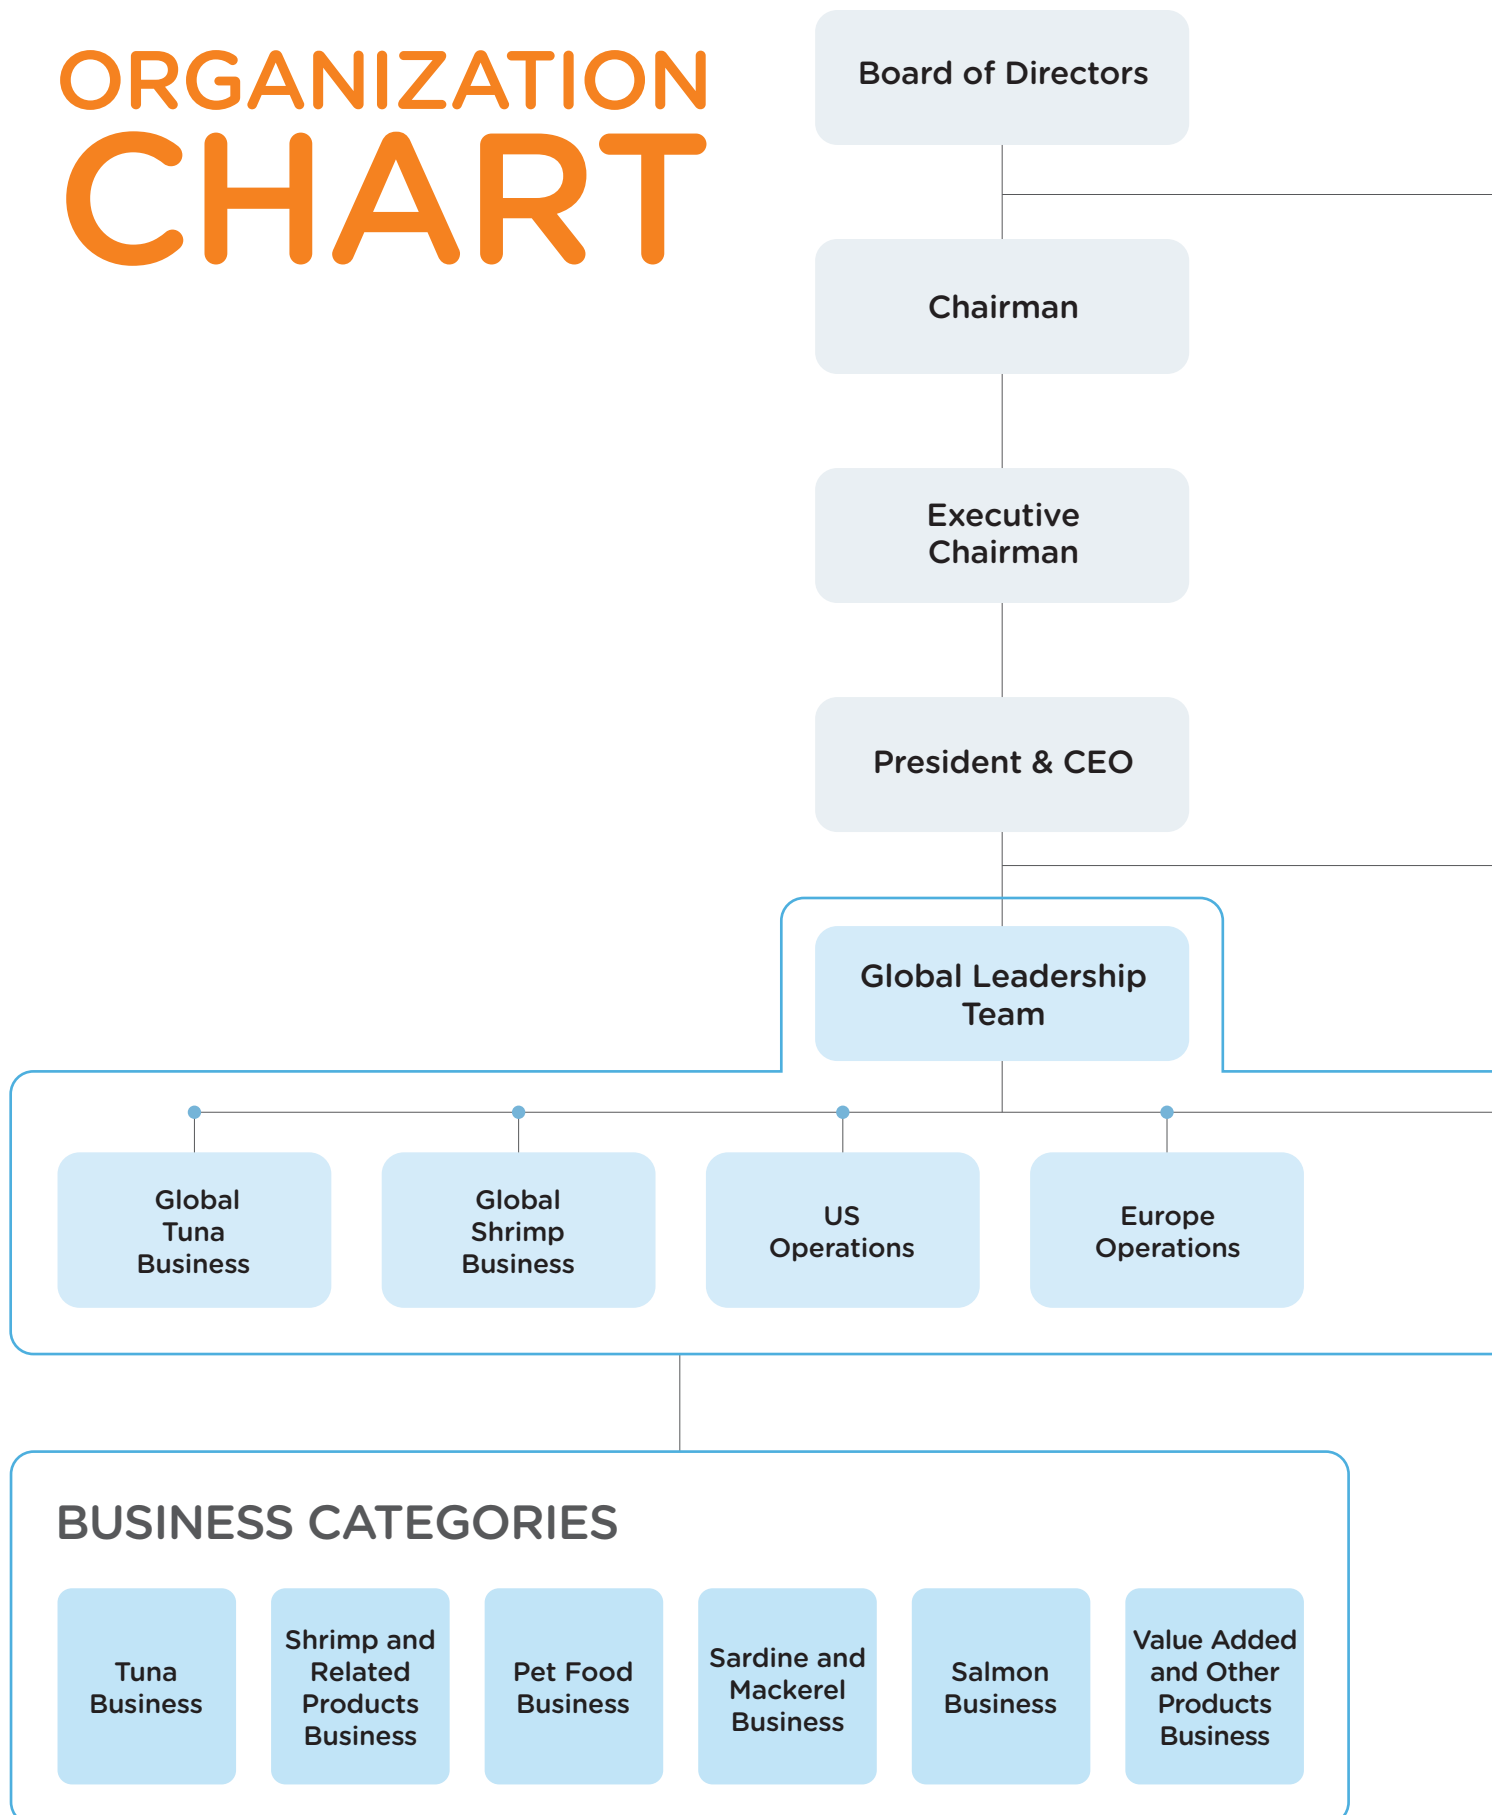 ORGANIZATION
CHART
Board of Directors
Chairman
Executive
Chairman
President & CEO
Global Leadership
Team
Global
Tuna
Business
Global
Shrimp
Business
US
Operations
Europe
Operations
BUSINESS CATEGORIES
Tuna
Business
Shrimp and
Related
Products
Business
Pet Food
Business
Sardine and
Mackerel
Business
Salmon
Business
Value Added
and Other
Products
Business